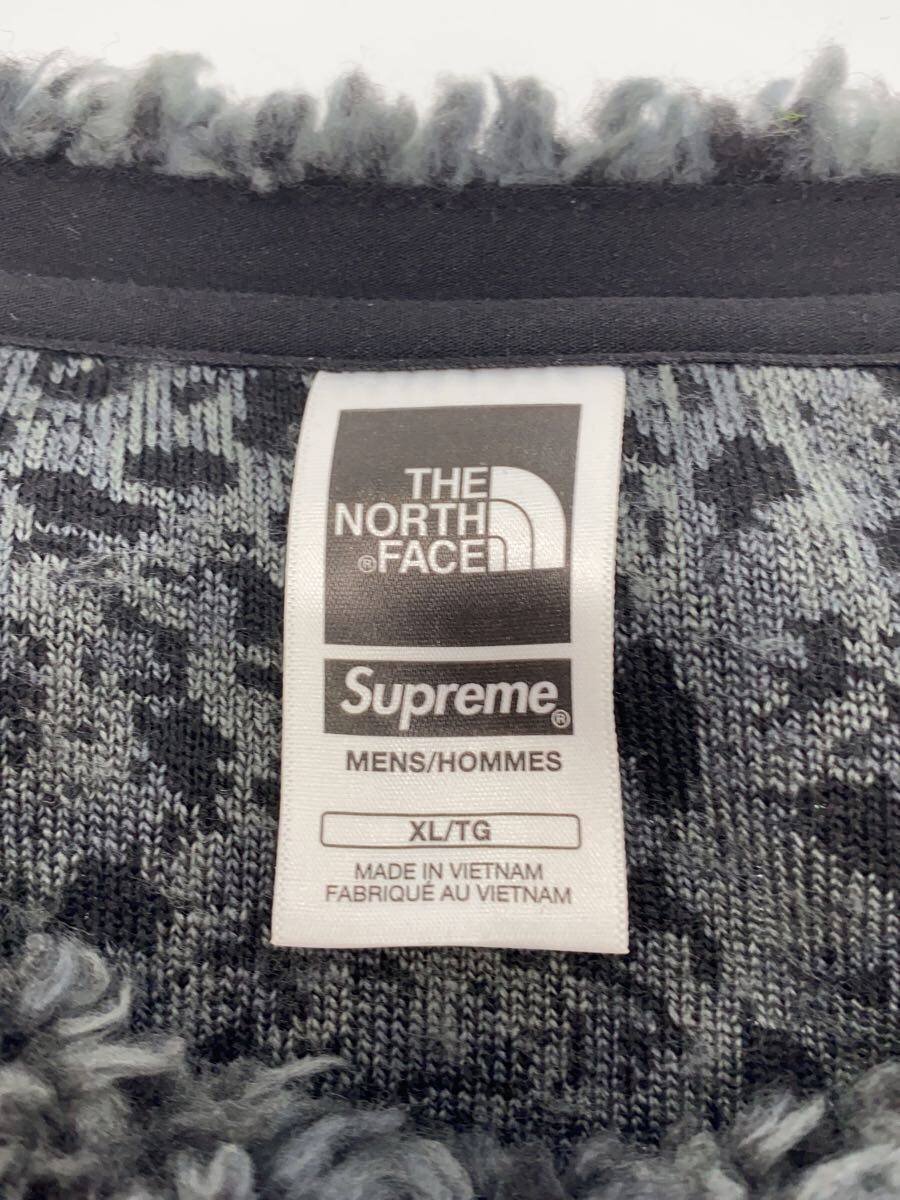 THE
NORTH
®FACE
Supreme®
MENS/HOMMES
XL/TG
MADE IN VIETNAM
FABRIQUÉ AU VIETNAM